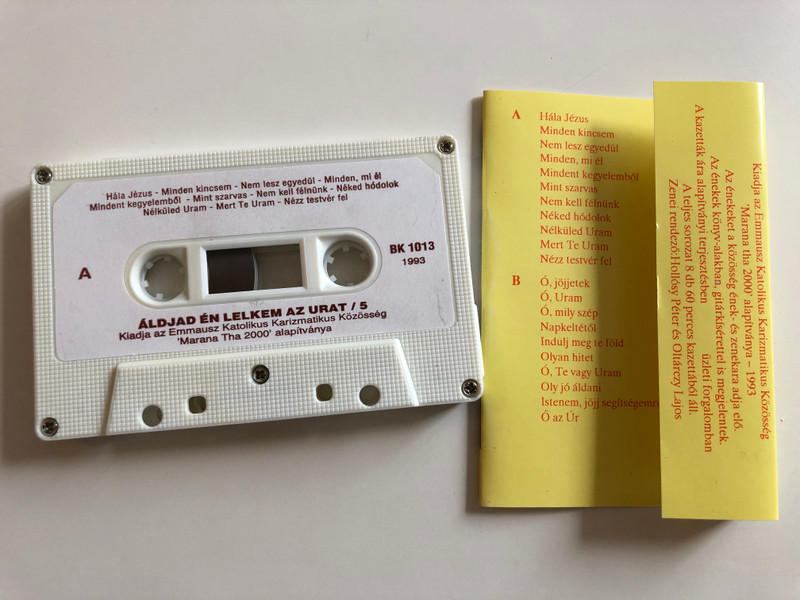 Hála Jézus - Minden kincsem - Nem lesz egyedül - Minden, mi él
Mindent kegyelemből - Mint szarvas - Nem kell félnünk - Néked hódolok
Nélküled Uram - Mert Te Uram - Nézz testvér fel
A
BK 1013
1993
ÁLDJAD ÉN LELKEM AZ URAT / 5
Kiadja az Emmausz Katolikus Karizmatikus Közösség
'Marana Tha 2000' alapítványa
A
Hála Jézus
Minden kincsem
Nem lesz egyedül
Minden, mi él
Mindent kegyelemből
Mint szarvas
Nem kell félnünk
Néked hódolok
Nélküled Uram
Mert Te Uram
Nézz testvér fel
B
Ó, jöjjetek
Ó, Uram
Ó, mily szép
Napkeltétől
Indulj meg te föld
Olyan hitet
Ó, Te vagy Uram
Oly jó áldani
Istenem, jöjj segítségemre
Ő az Úr
Kiadja az Emmausz Katolikus Karizmatikus Közösség
'Marana tha 2000' alapítványa – 1993
Az énekeket a közösség ének- és zenekara adja elő.
Az énekek könyv-alakban, gitárkísérettel is megjelentek.
A kazetták ára alapítványi terjesztésben üzleti forgalomban
A teljes sorozat 8 db 60 perces kazettából áll.
Zenei rendező: Hollósy Péter és Oltárczy Lajos